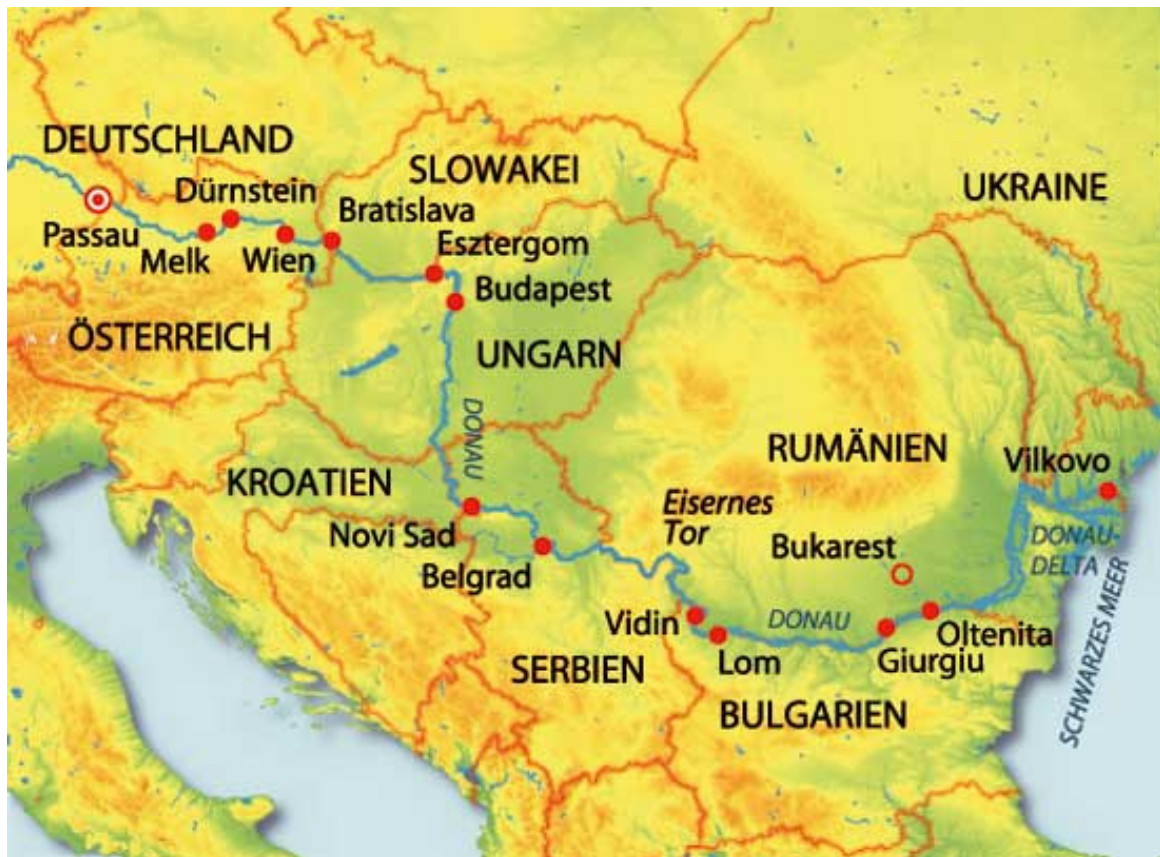 DEUTSCHLAND
SLOWAKEI
UKRAINE
Dürnstein
Bratislava
Passau
Melk
Wien
Esztergom
Budapest
ÖSTERREICH
UNGARN
DONAU
RUMÄNIEN
Vilkovo
KROATIEN
Eisernes
Tor
Novi Sad
Bukarest
DONAU-
DELTA
Belgrad
Vidin
DONAU
Oltenita
Lom
Giurgiu
SERBIEN
BULGARIEN
SCHWARZES MEER